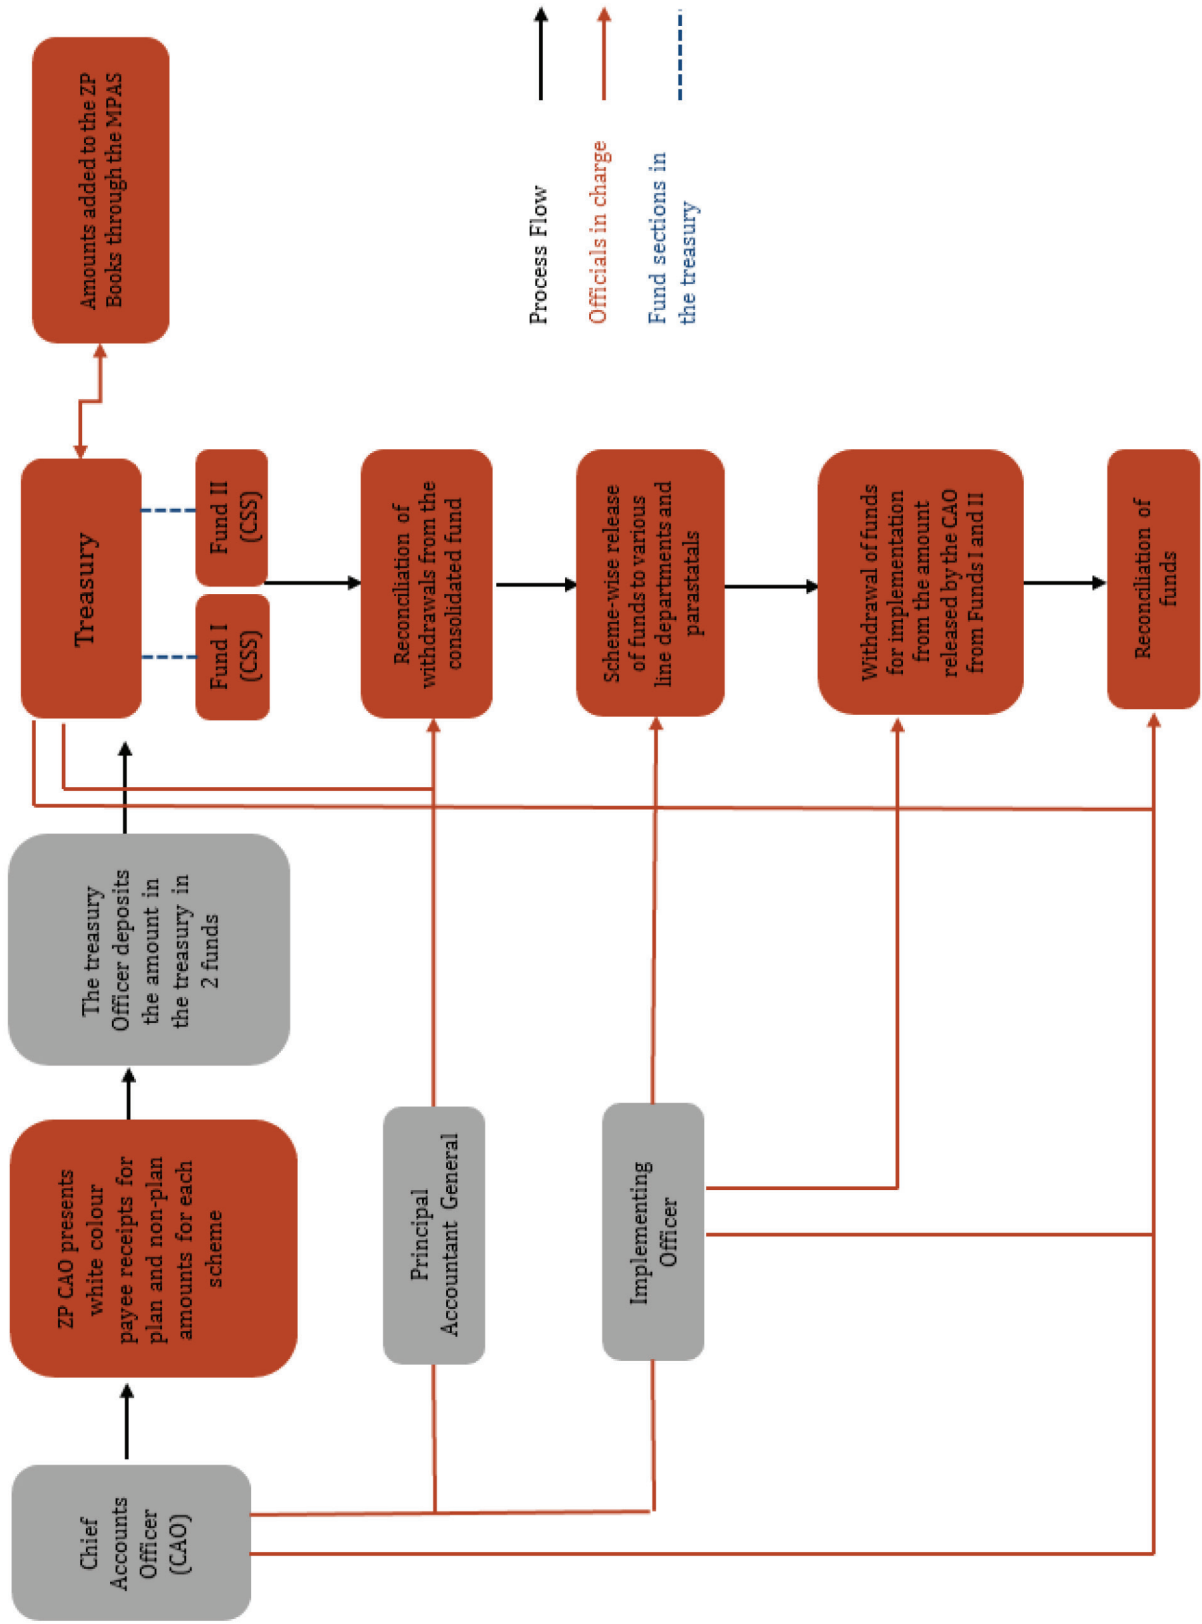 Chief
Accounts
Officer
(CAO)
ZP CAO presents
white colour
payee receipts for
plan and non-plan
amounts for each
scheme
The treasury
Officer deposits
the amount in
the treasury in
2 funds
Treasury
Amounts added to the ZP
Books through the MPAS
Fund I
(CSS)
Fund II
(CSS)
Principal
Accountant General
Reconciliation of
withdrawals from the
consolidated fund
Implementing
Officer
Scheme-wise release
of funds to various
line departments and
parastatals
Withdrawal of funds
for implementation
from the amount
released by the CAO
from Funds I and II
Reconciliation of
funds
Process Flow
Officials in charge
Fund sections in
the treasury